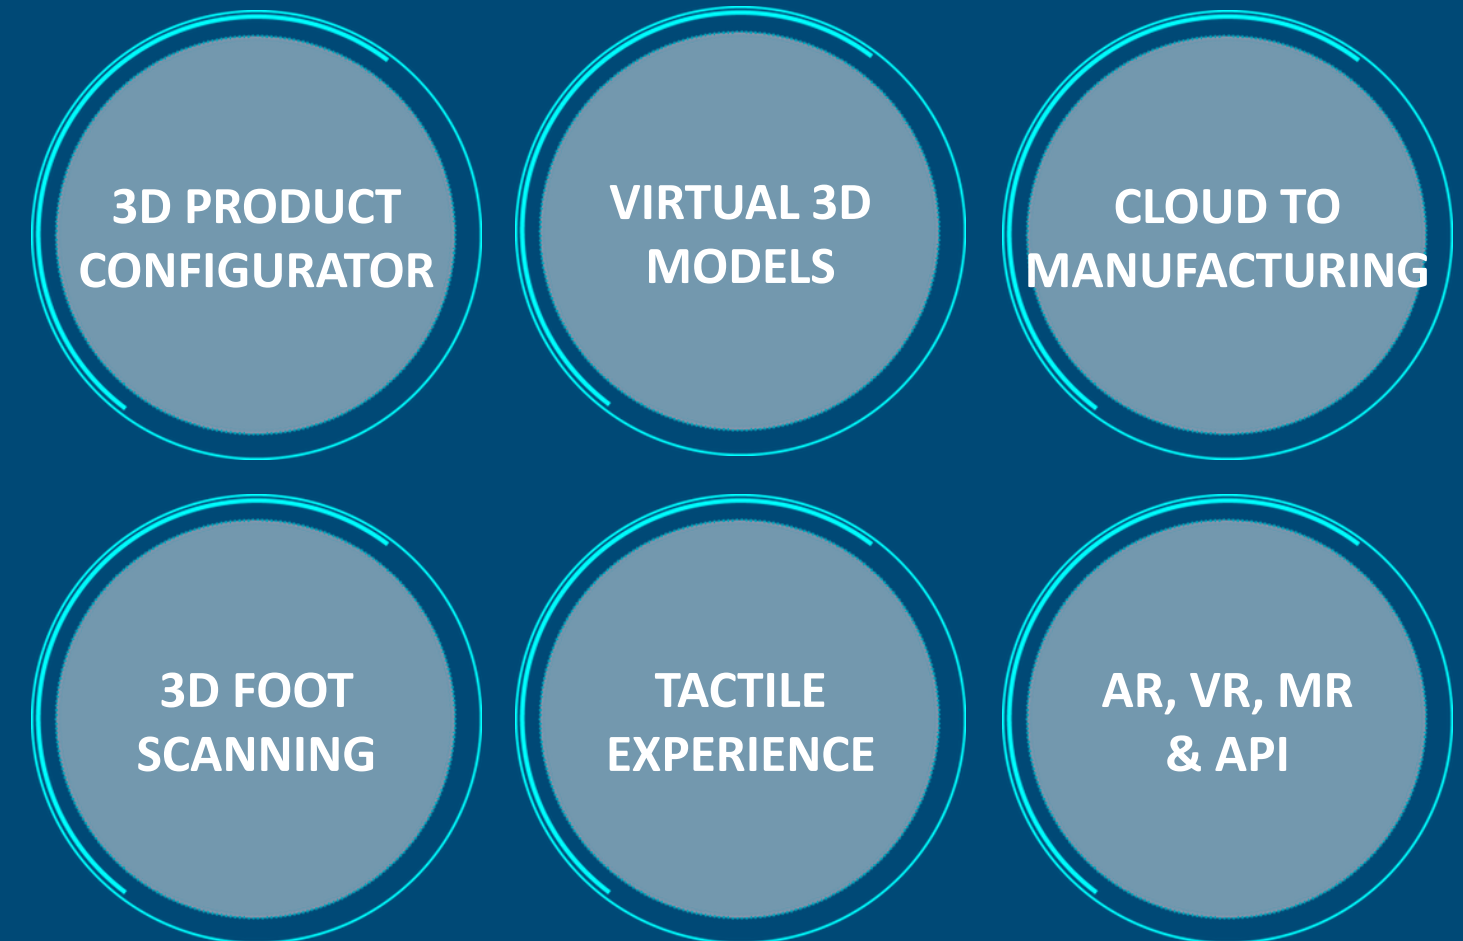 3D PRODUCT
CONFIGURATOR
VIRTUAL 3D
MODELS
CLOUD TO
MANUFACTURING
3D FOOT
SCANNING
TACTILE
EXPERIENCE
AR, VR, MR
& API